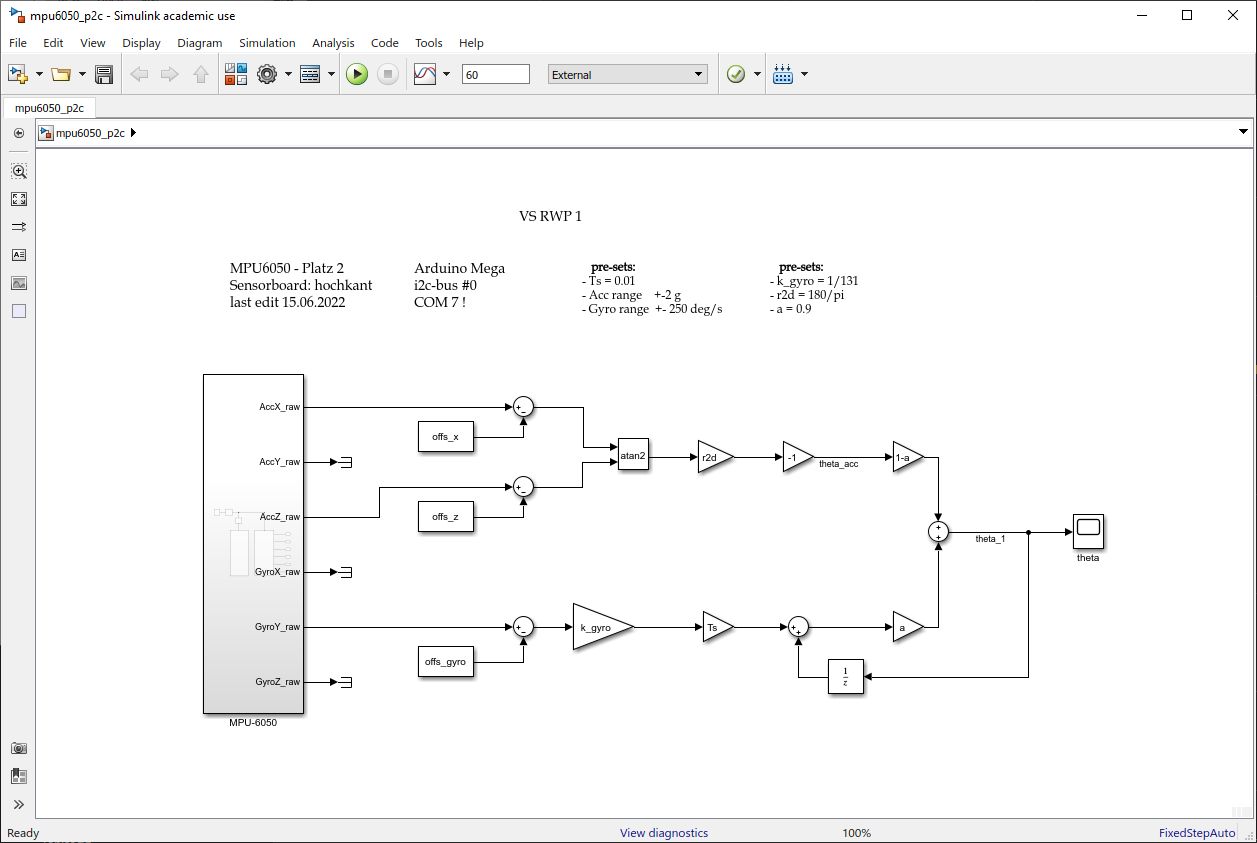 mpu6050_p2c - Simulink academic use
File Edit View Display Diagram Simulation Analysis Code Tools Help
60 External
mpu6050_p2c
mpu6050_p2c
VS RWP 1
MPU6050 - Platz 2
Sensorboard: hochkant
last edit 15.06.2022
Arduino Mega
i2c-bus #0
COM 7 !
pre-sets:
- Ts = 0.01
- Acc range +-2 g
- Gyro range +- 250 deg/s
pre-sets:
- k_gyro = 1/131
- r2d = 180/pi
- a = 0.9
AccX_raw
offs_x
AccY_raw
atan2
r2d
-1
theta_acc
1-a
AccZ_raw
offs_z
theta_1
theta
GyroX_raw
GyroY_raw
offs_gyro
k_gyro
Ts
a
1
z
GyroZ_raw
MPU-6050
Ready View diagnostics 100% FixedStepAuto